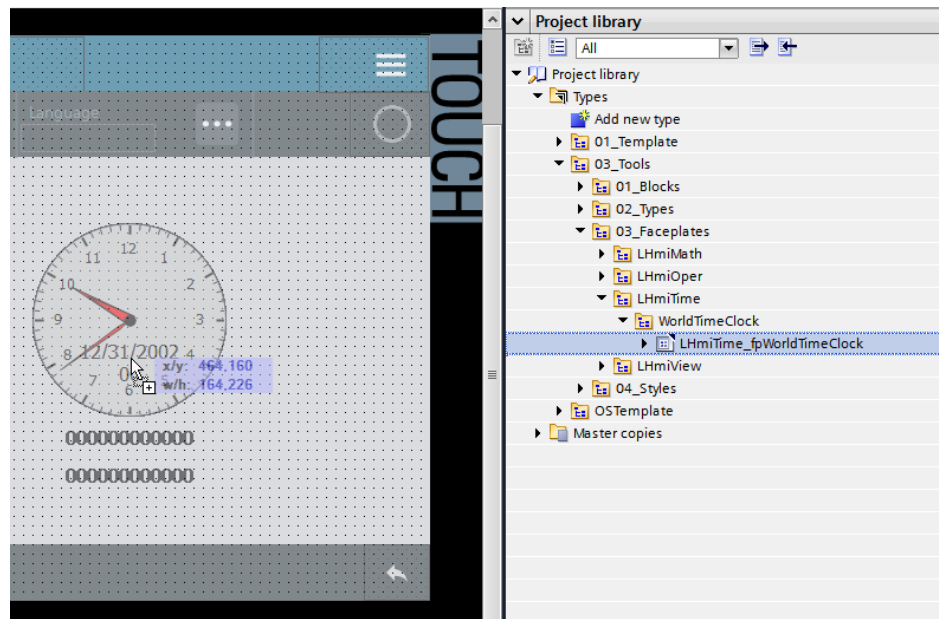 Language
TOUCH
12
11
1
10
2
9
3
8
12/31/2002
4
7
6
5
x/y: 464,160
w/h: 164,226
000000000000
000000000000
Project library
All
Project library
Types
Add new type
01_Template
03_Tools
01_Blocks
02_Types
03_Faceplates
LHmiMath
LHmiOper
LHmiTime
WorldTimeClock
LHmiTime_fpWorldTimeClock
LHmiView
04_Styles
OSTemplate
Master copies